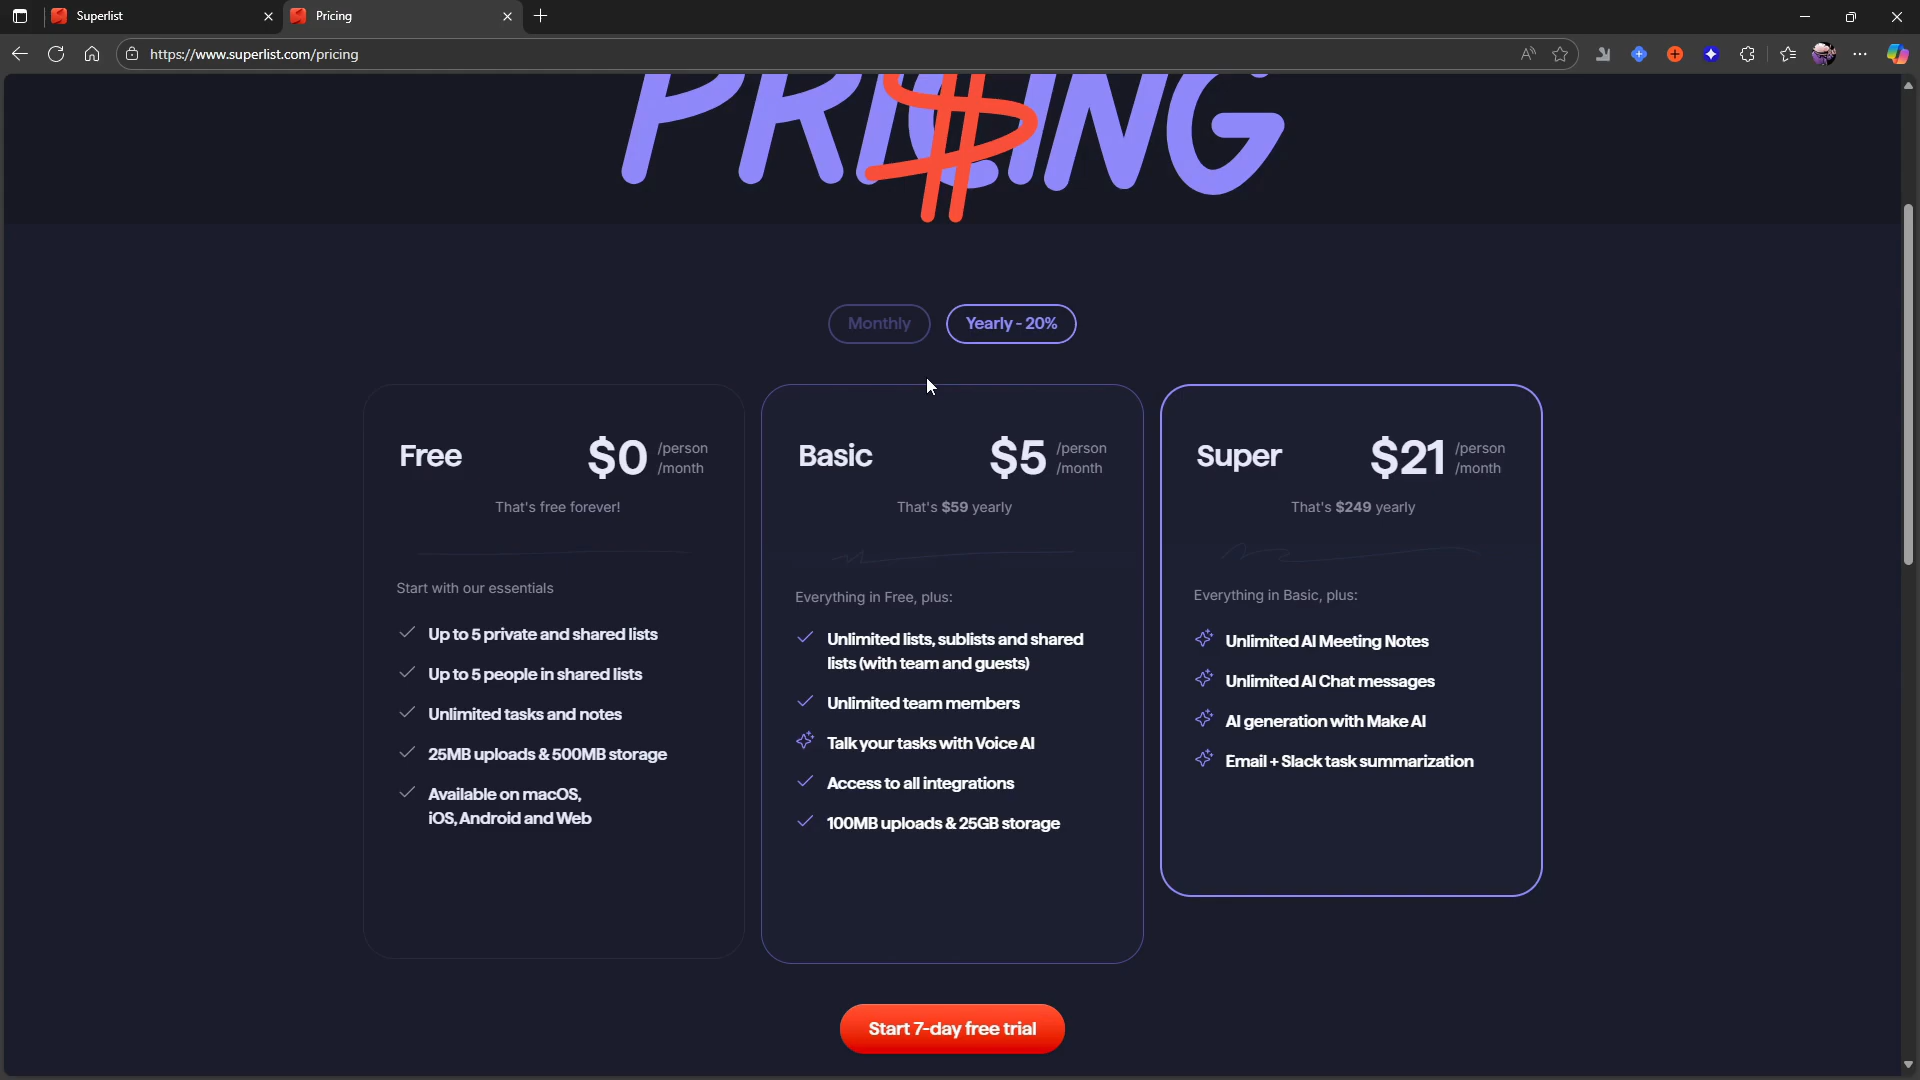 Superlist
Pricing
https://www.superlist.com/pricing
PRICING
$
Monthly
Yearly - 20%
Free
$0 /person
/month
That's free forever!
Start with our essentials
Up to 5 private and shared lists
Up to 5 people in shared lists
Unlimited tasks and notes
25MB uploads & 500MB storage
Available on macOS,
iOS, Android and Web
Basic
$5 /person
/month
That's $59 yearly
Everything in Free, plus:
Unlimited lists, sublists and shared
lists (with team and guests)
Unlimited team members
Talk your tasks with Voice AI
Access to all integrations
100MB uploads & 25GB storage
Super
$21 /person
/month
That's $249 yearly
Everything in Basic, plus:
Unlimited AI Meeting Notes
Unlimited AI Chat messages
AI generation with Make AI
Email + Slack task summarization
Start 7-day free trial